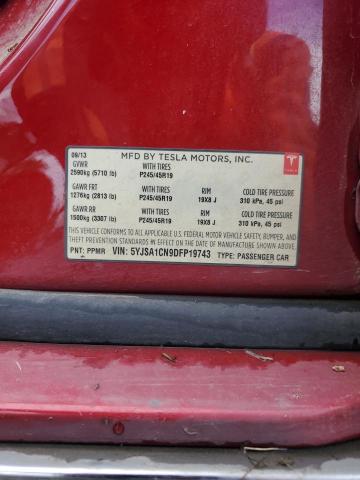 09/13 MFD BY TESLA MOTORS, INC.
GVWR WITH TIRES
2590kg (5710 lb) P245/45R19
GAWR FRT WITH TIRES RIM COLD TIRE PRESSURE
1276kg (2813 lb) P245/45R19 19X8 J 310 kPa, 45 psi
GAWR RR WITH TIRES RIM COLD TIRE PRESSURE
1500kg (3307 lb) P245/45R19 19X8 J 310 kPa, 45 psi
THIS VEHICLE CONFORMS TO ALL APPLICABLE U.S. FEDERAL MOTOR VEHICLE SAFETY, BUMPER, AND
THEFT PREVENTION STANDARDS IN EFFECT ON THE DATE OF MANUFACTURE SHOWN ABOVE.
PNT: PPMR VIN: 5YJSA1CN9DFP19743 TYPE: PASSENGER CAR